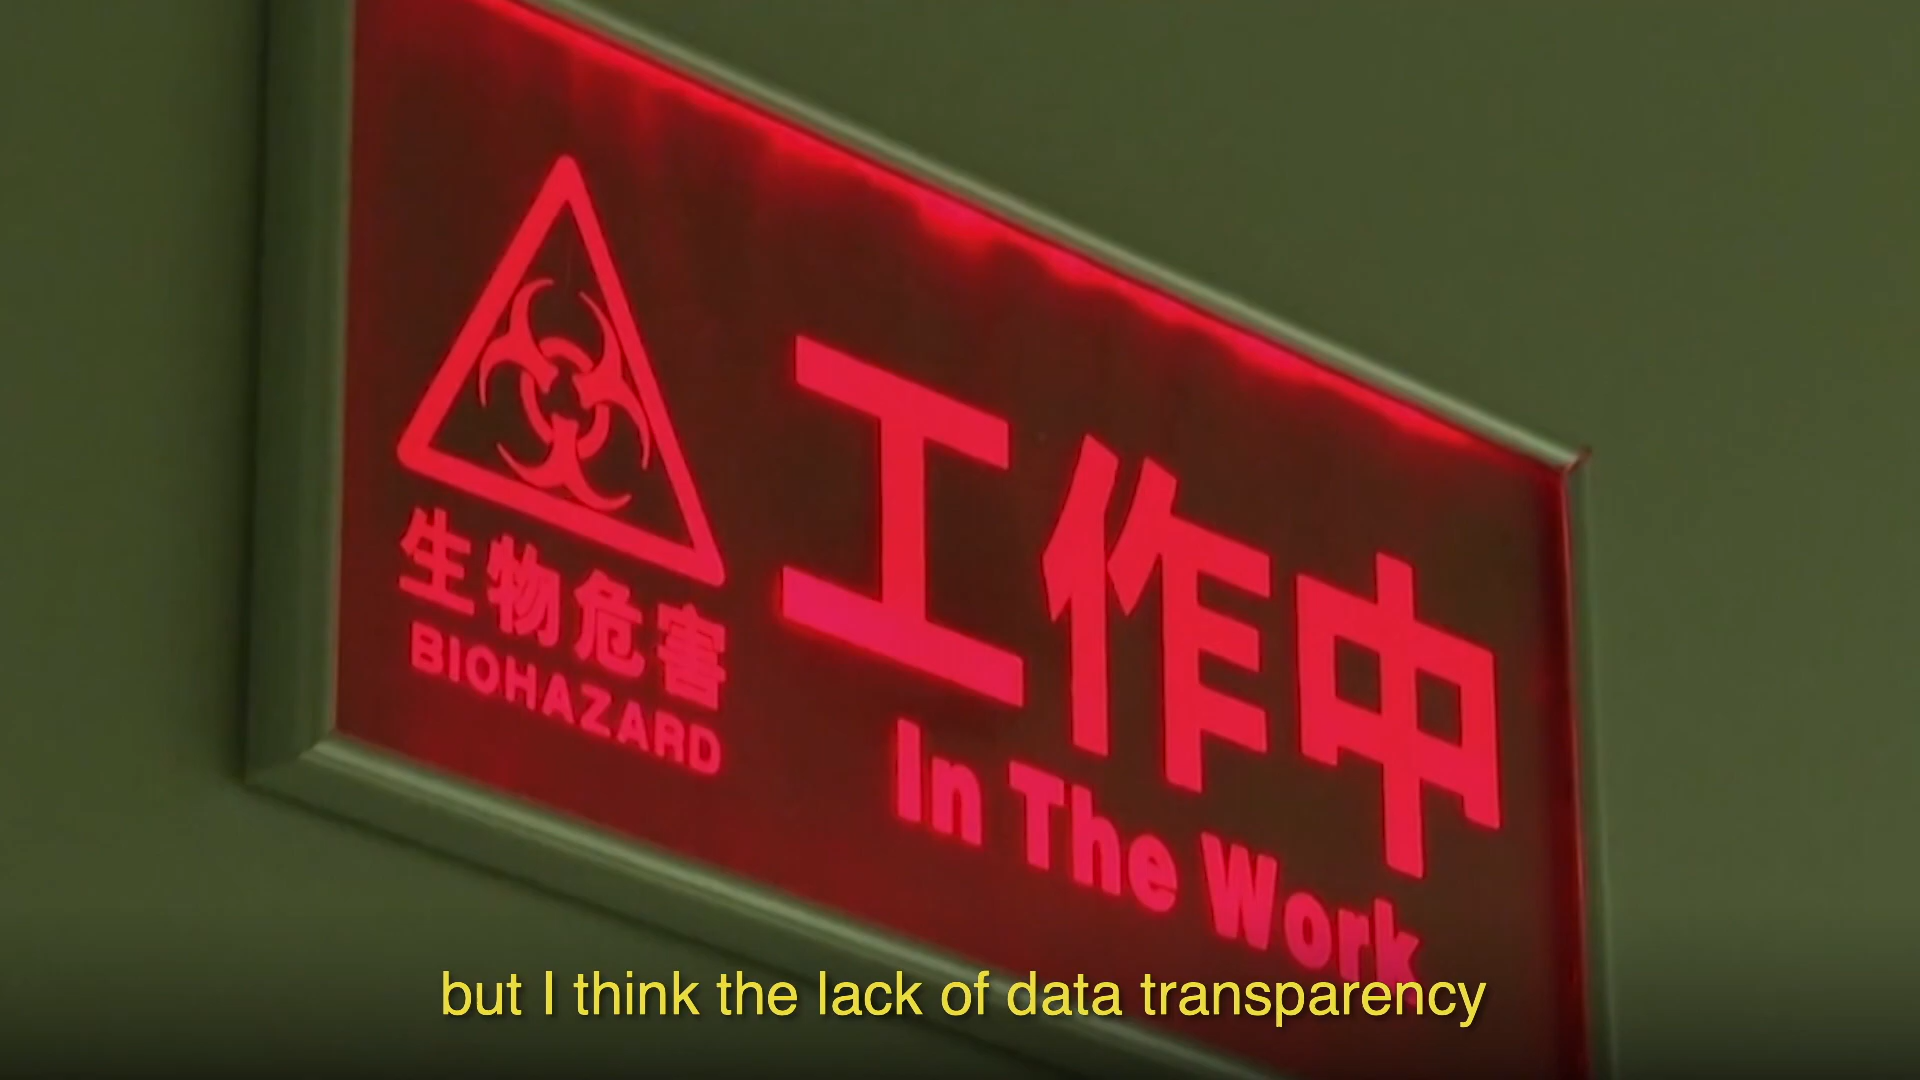 生物危害
BIOHAZARD
工作中
In The Work
but I think the lack of data transparency